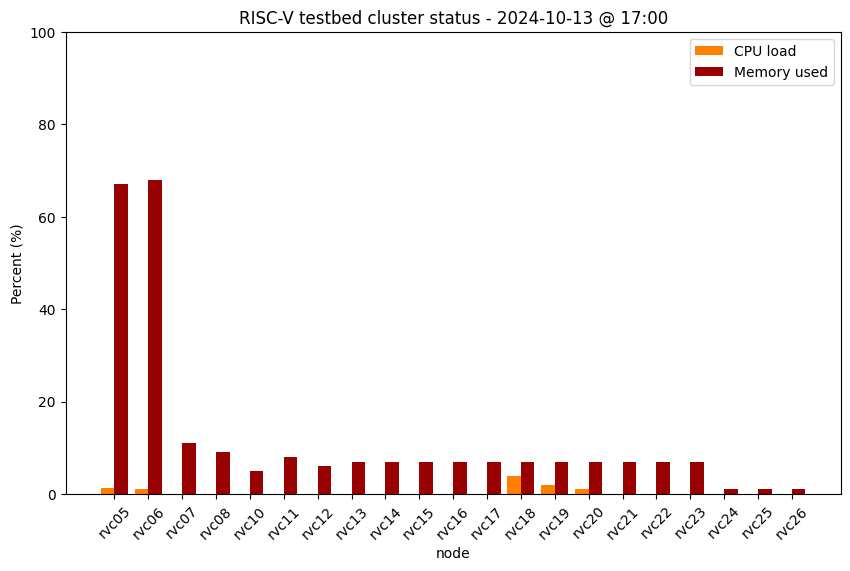 RISC-V testbed cluster status - 2024-10-13 @ 17:00
CPU load
Memory used
Percent (%)
100
80
60
40
20
0
rvc05 rvc06 rvc07 rvc08 rvc10 rvc11 rvc12 rvc13 rvc14 rvc15 rvc16 rvc17 rvc18 rvc19 rvc20 rvc21 rvc22 rvc23 rvc24 rvc25 rvc26
node